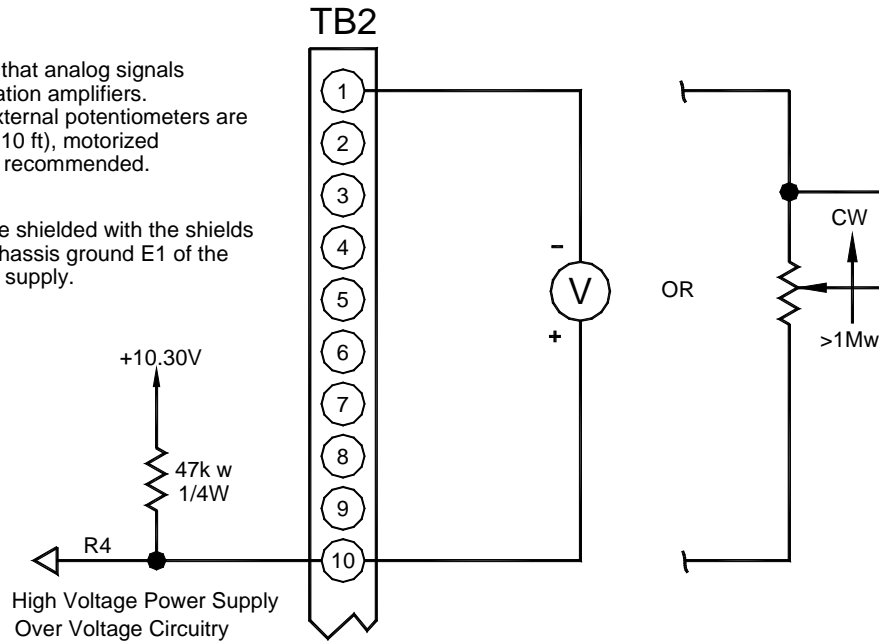 TB2
that analog signals
ation amplifiers.
xternal potentiometers are
10 ft), motorized
recommended.
e shielded with the shields
hassis ground E1 of the
supply.
1
2
3
4
5
6
7
8
9
10
+10.30V
47k w
1/4W
R4
High Voltage Power Supply
Over Voltage Circuitry
-
V
+
OR
CW
>1Mw